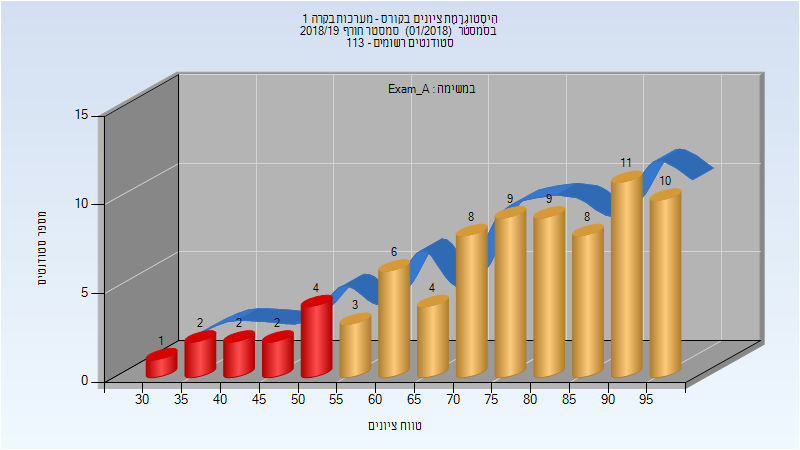 היסטוגרמת ציונים בקורס - מערכות בקרה 1
בסמסטר (01/2018) סמסטר חורף 2018/19
סטודנטים רשומים - 113
במשימה : Exam_A
מספר סטודנטים
15
10
5
0
1
2
2
2
4
3
6
4
8
9
9
8
11
10
30 35 40 45 50 55 60 65 70 75 80 85 90 95
טווח ציונים